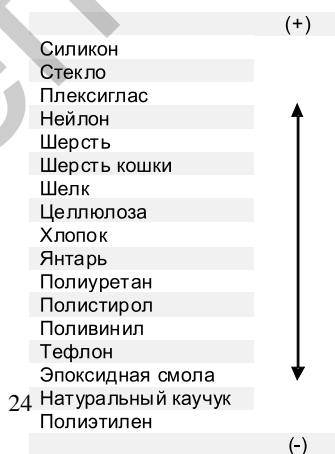 (+)
Силикон
Стекло
Плексиглас
Нейлон
Шерсть
Шерсть кошки
Шелк
Целлюлоза
Хлопок
Янтарь
Полиуретан
Полистирол
Поливинил
Тефлон
Эпоксидная смола
24 Натуральный каучук
Полиэтилен
(-)